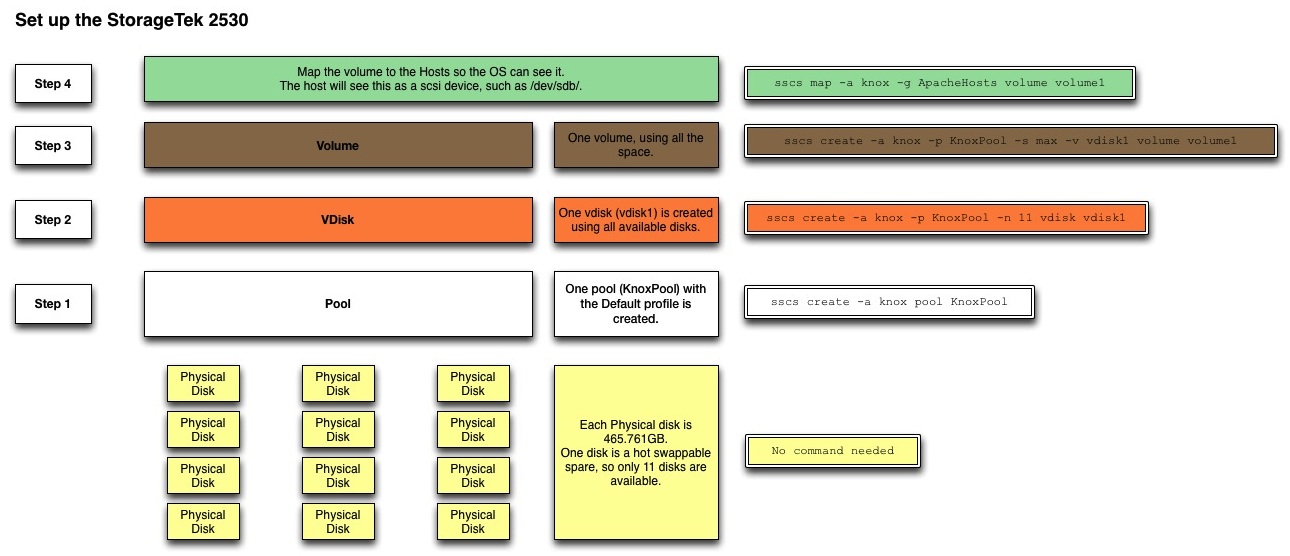 Set up the StorageTek 2530
Step 4
Map the volume to the Hosts so the OS can see it.
The host will see this as a scsi device, such as /dev/sdb/.
sscs map -a knox -g ApacheHosts volume volume1
Step 3
Volume
One volume, using all the
space.
sscs create -a knox -p KnoxPool -s max -v vdisk1 volume volume1
Step 2
VDisk
One vdisk (vdisk1) is created
using all available disks.
sscs create -a knox -p KnoxPool -n 11 vdisk vdisk1
Step 1
Pool
One pool (KnoxPool) with
the Default profile is
created.
sscs create -a knox pool KnoxPool
Physical
Disk
Physical
Disk
Physical
Disk
Physical
Disk
Physical
Disk
Physical
Disk
Physical
Disk
Physical
Disk
Physical
Disk
Physical
Disk
Physical
Disk
Physical
Disk
Each Physical disk is
465.761GB.
One disk is a hot swappable
spare, so only 11 disks are
available.
No command needed